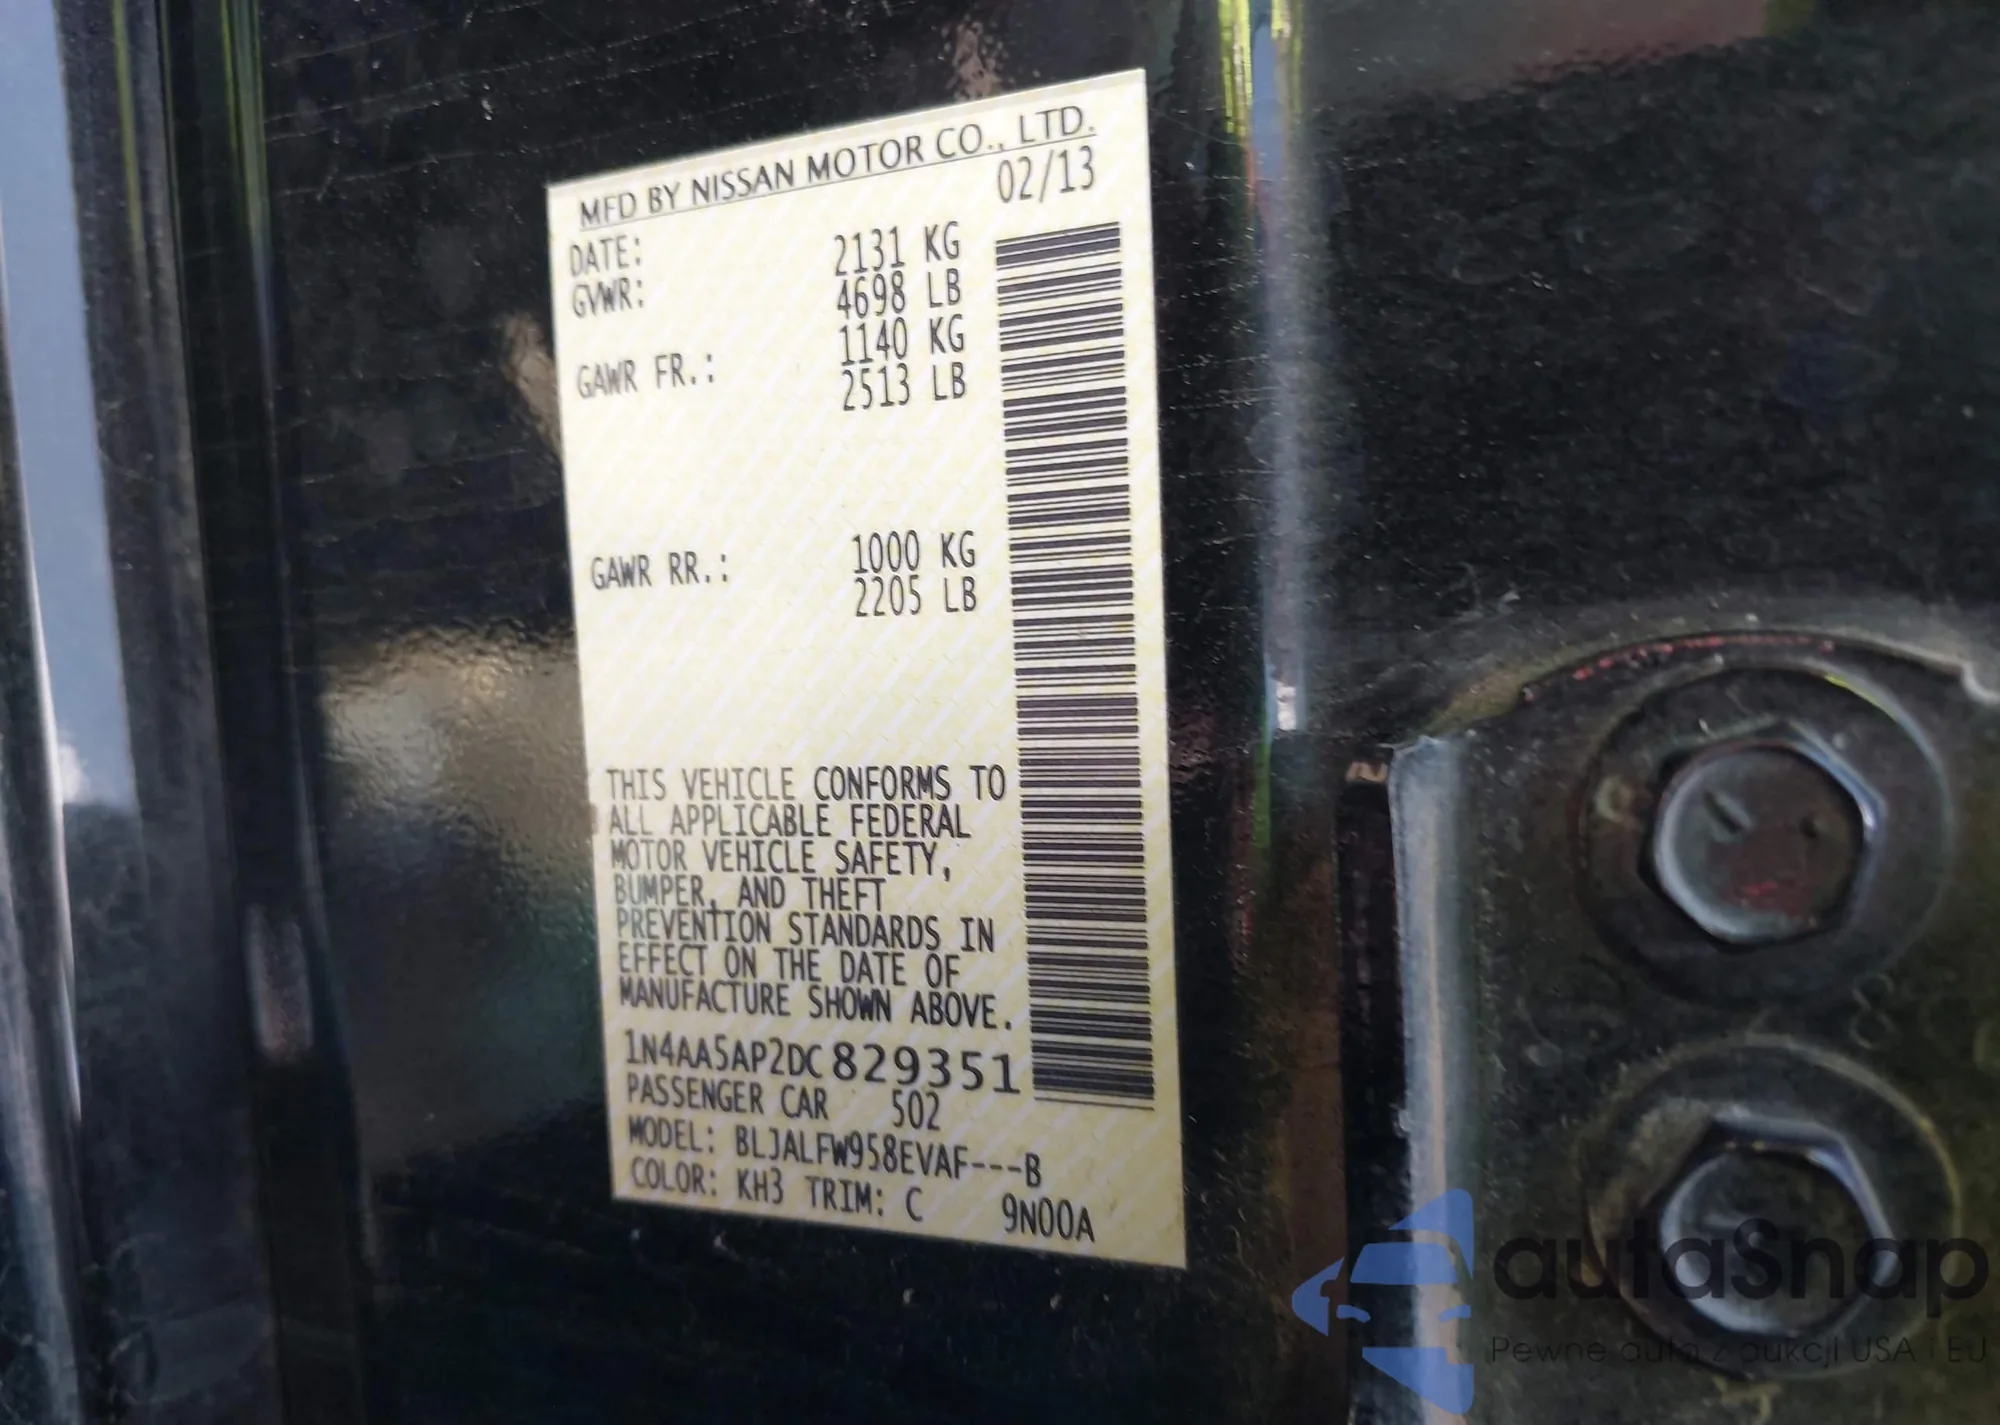 MFD BY NISSAN MOTOR CO., LTD.
DATE: 02/13
GVWR: 2131 KG
4698 LB
GAWR FR.: 1140 KG
2513 LB
GAWR RR.: 1000 KG
2205 LB
THIS VEHICLE CONFORMS TO
ALL APPLICABLE FEDERAL
MOTOR VEHICLE SAFETY,
BUMPER, AND THEFT
PREVENTION STANDARDS IN
EFFECT ON THE DATE OF
MANUFACTURE SHOWN ABOVE.
1N4AA5AP2DC829351
PASSENGER CAR 502
MODEL: BLJALFW958EVAF---B
COLOR: KH3 TRIM: C 9N00A
autaSnap
Pewne auta z aukcji USA i EU